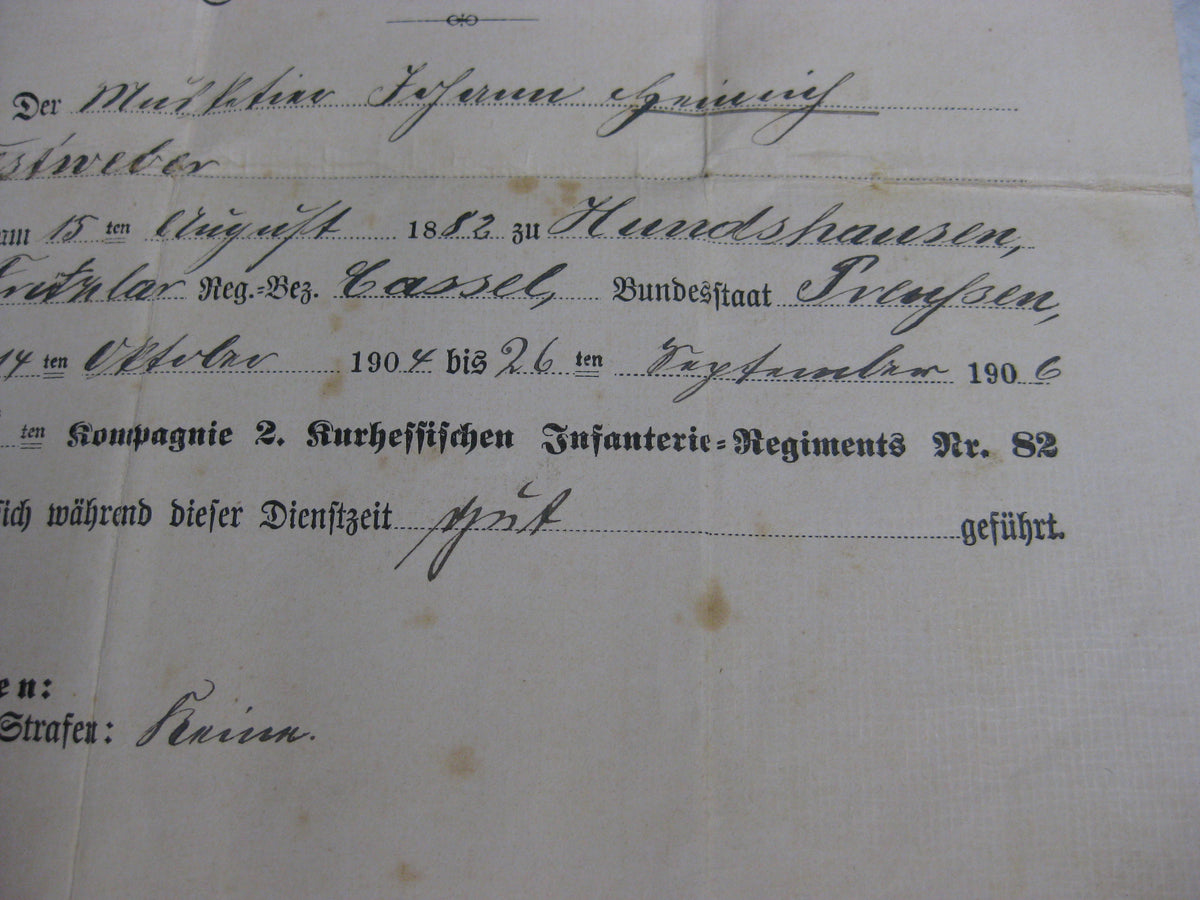 Der Musketier Johann Heinrich
stweber
am 15 ten August 1882 zu Hundshausen,
Fritzlar Reg.-Bez. Cassel, Bundesstaat Preußen,
14 ten Oktober 1904 bis 26 ten September 1906
ten Kompagnie 2. Kurhessischen Infanterie-Regiments Nr. 82
sich während dieser Dienstzeit gut geführt.
en:
Strafen: Keine.